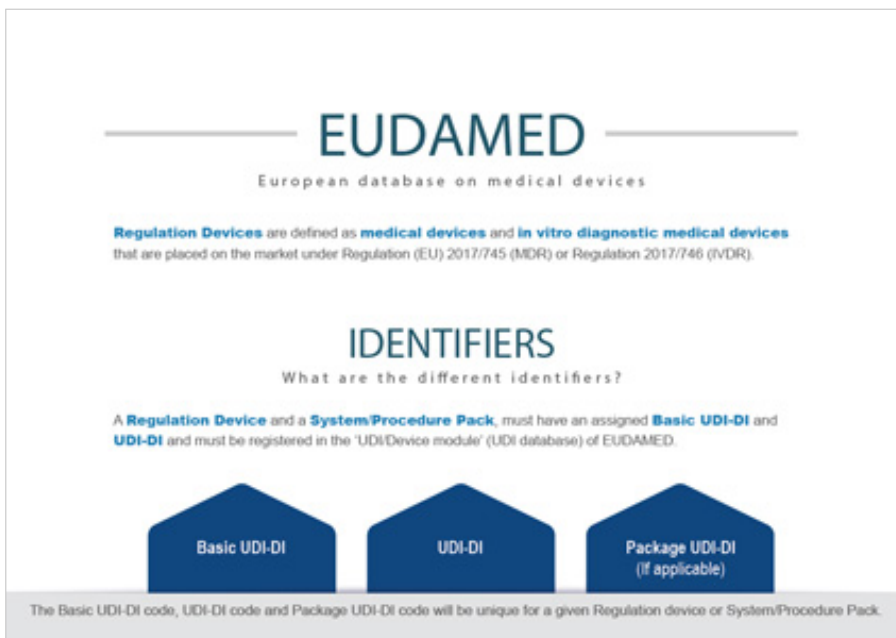 EUDAMED
European database on medical devices
Regulation Devices are defined as medical devices and in vitro diagnostic medical devices
that are placed on the market under Regulation (EU) 2017/745 (MDR) or Regulation 2017/746 (IVDR).
IDENTIFIERS
What are the different identifiers?
A Regulation Device and a System/Procedure Pack, must have an assigned Basic UDI-DI and
UDI-DI and must be registered in the 'UDI/Device module' (UDI database) of EUDAMED.
Basic UDI-DI
UDI-DI
Package UDI-DI
(If applicable)
The Basic UDI-DI code, UDI-DI code and Package UDI-DI code will be unique for a given Regulation device or System/Procedure Pack.